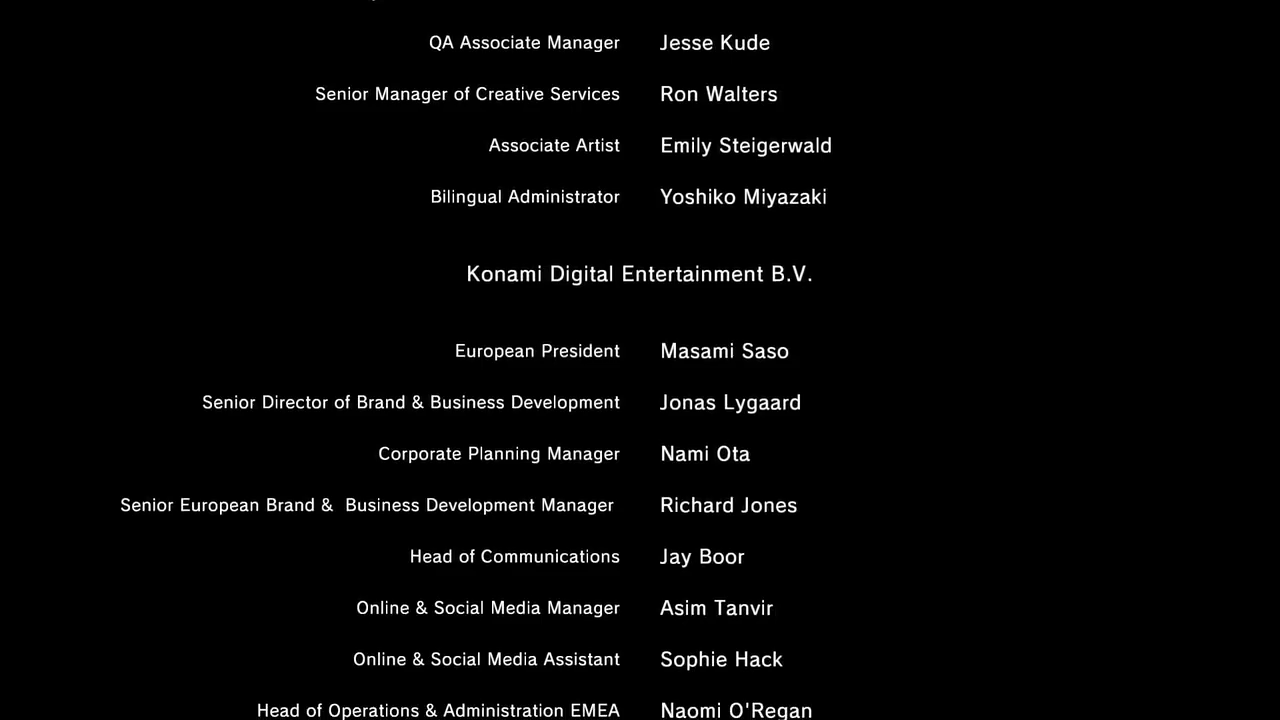 QA Associate Manager Jesse Kude
Senior Manager of Creative Services Ron Walters
Associate Artist Emily Steigerwald
Bilingual Administrator Yoshiko Miyazaki
Konami Digital Entertainment B.V.
European President Masami Saso
Senior Director of Brand & Business Development Jonas Lygaard
Corporate Planning Manager Nami Ota
Senior European Brand &  Business Development Manager Richard Jones
Head of Communications Jay Boor
Online & Social Media Manager Asim Tanvir
Online & Social Media Assistant Sophie Hack
Head of Operations & Administration EMEA Naomi O'Regan